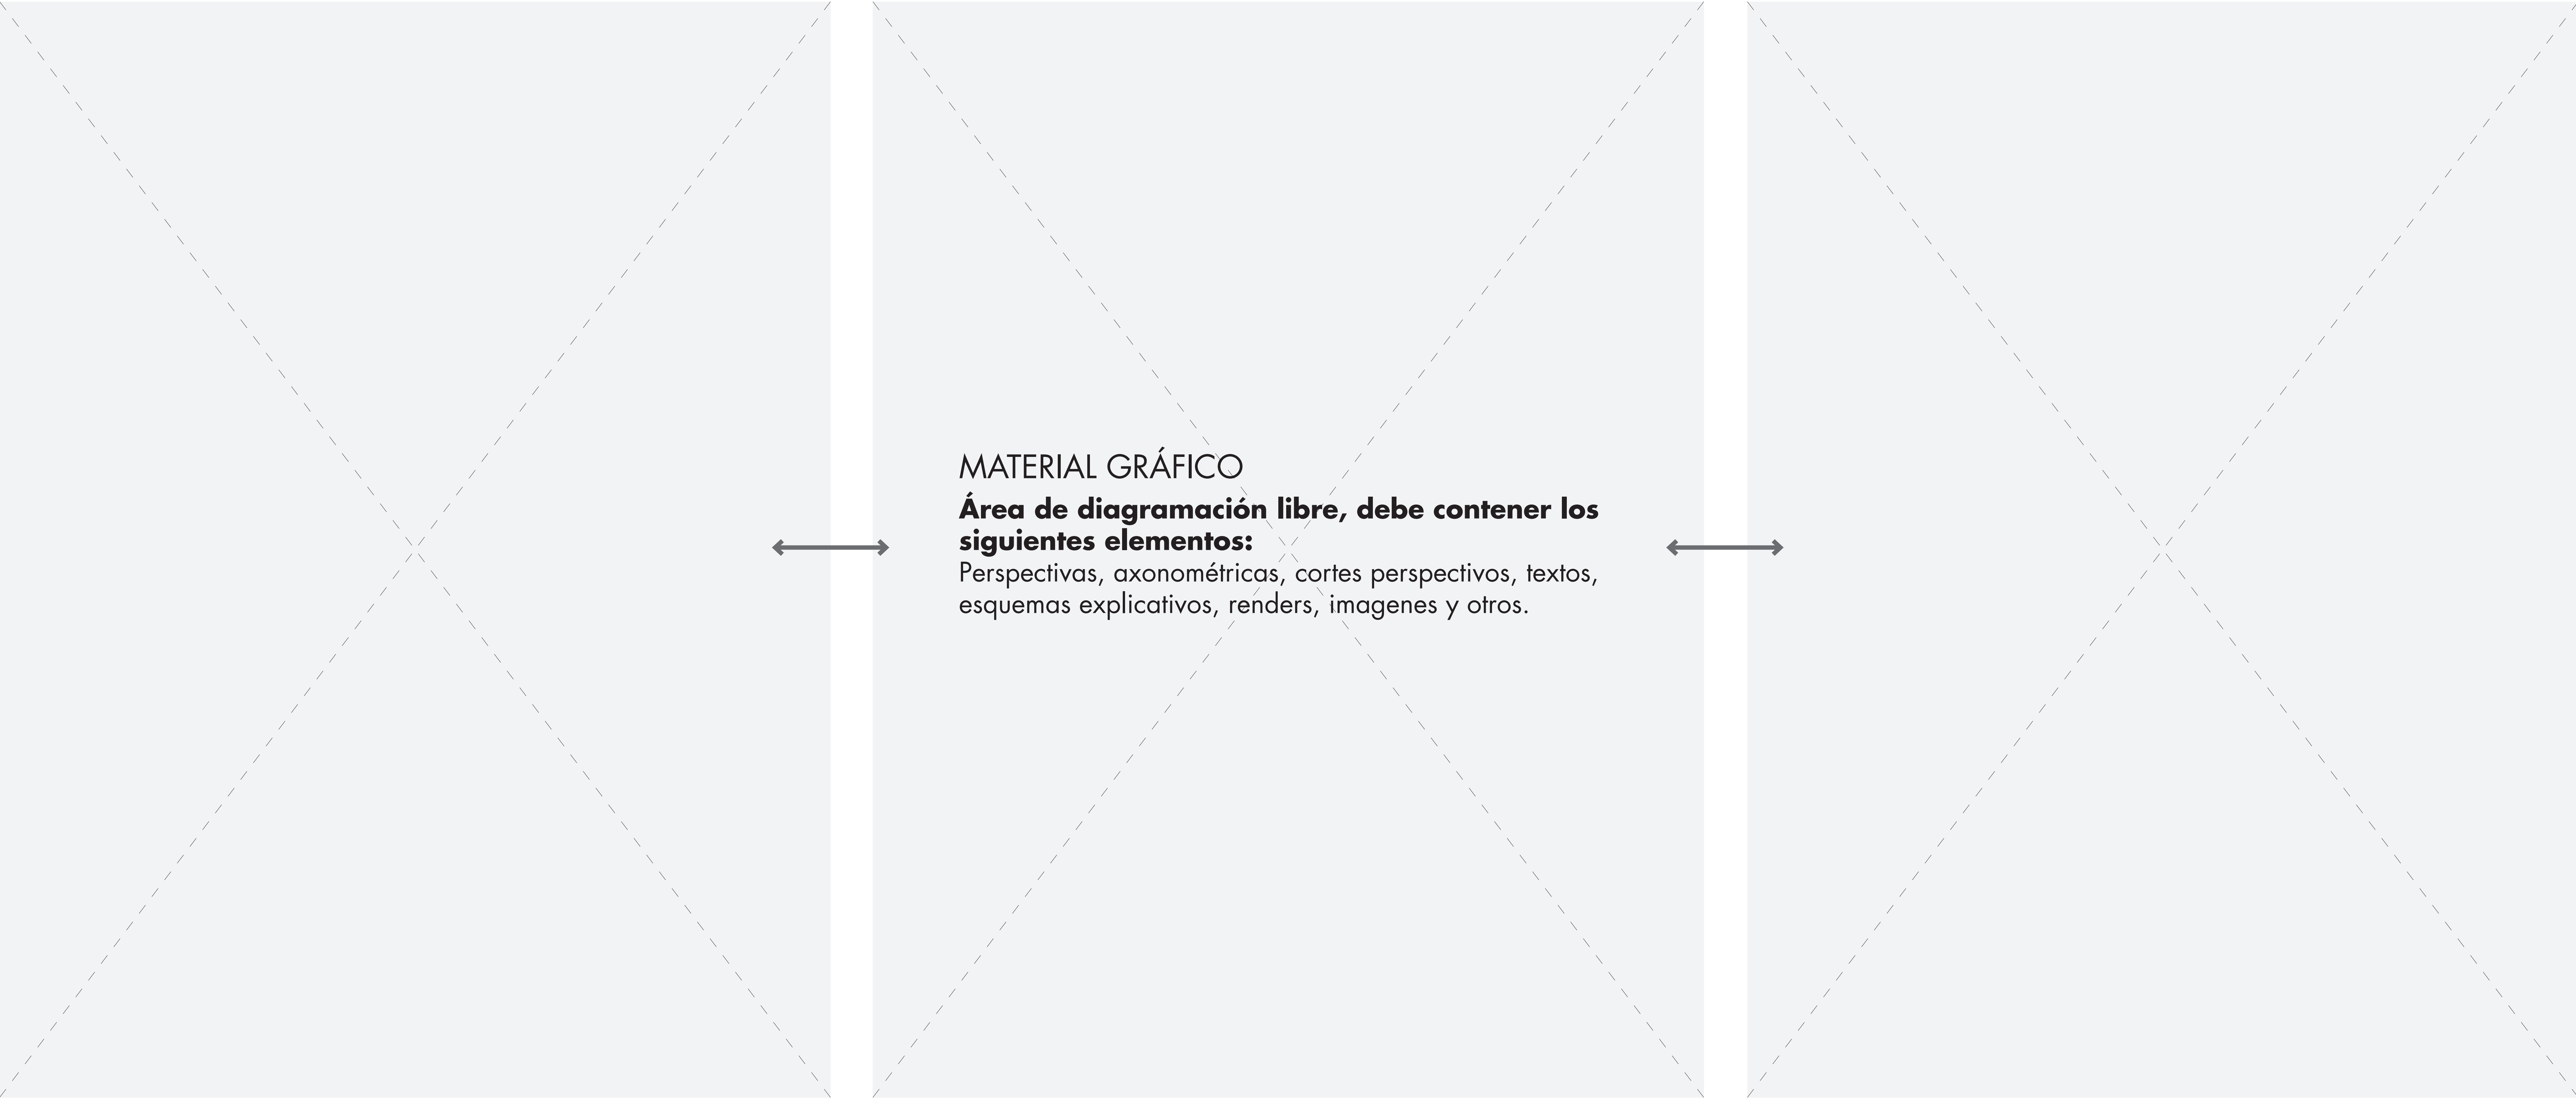 MATERIAL GRÁFICO
Área de diagramación libre, debe contener los
siguientes elementos:
Perspectivas, axonométricas, cortes perspectivos, textos,
esquemas explicativos, renders, imagenes y otros.